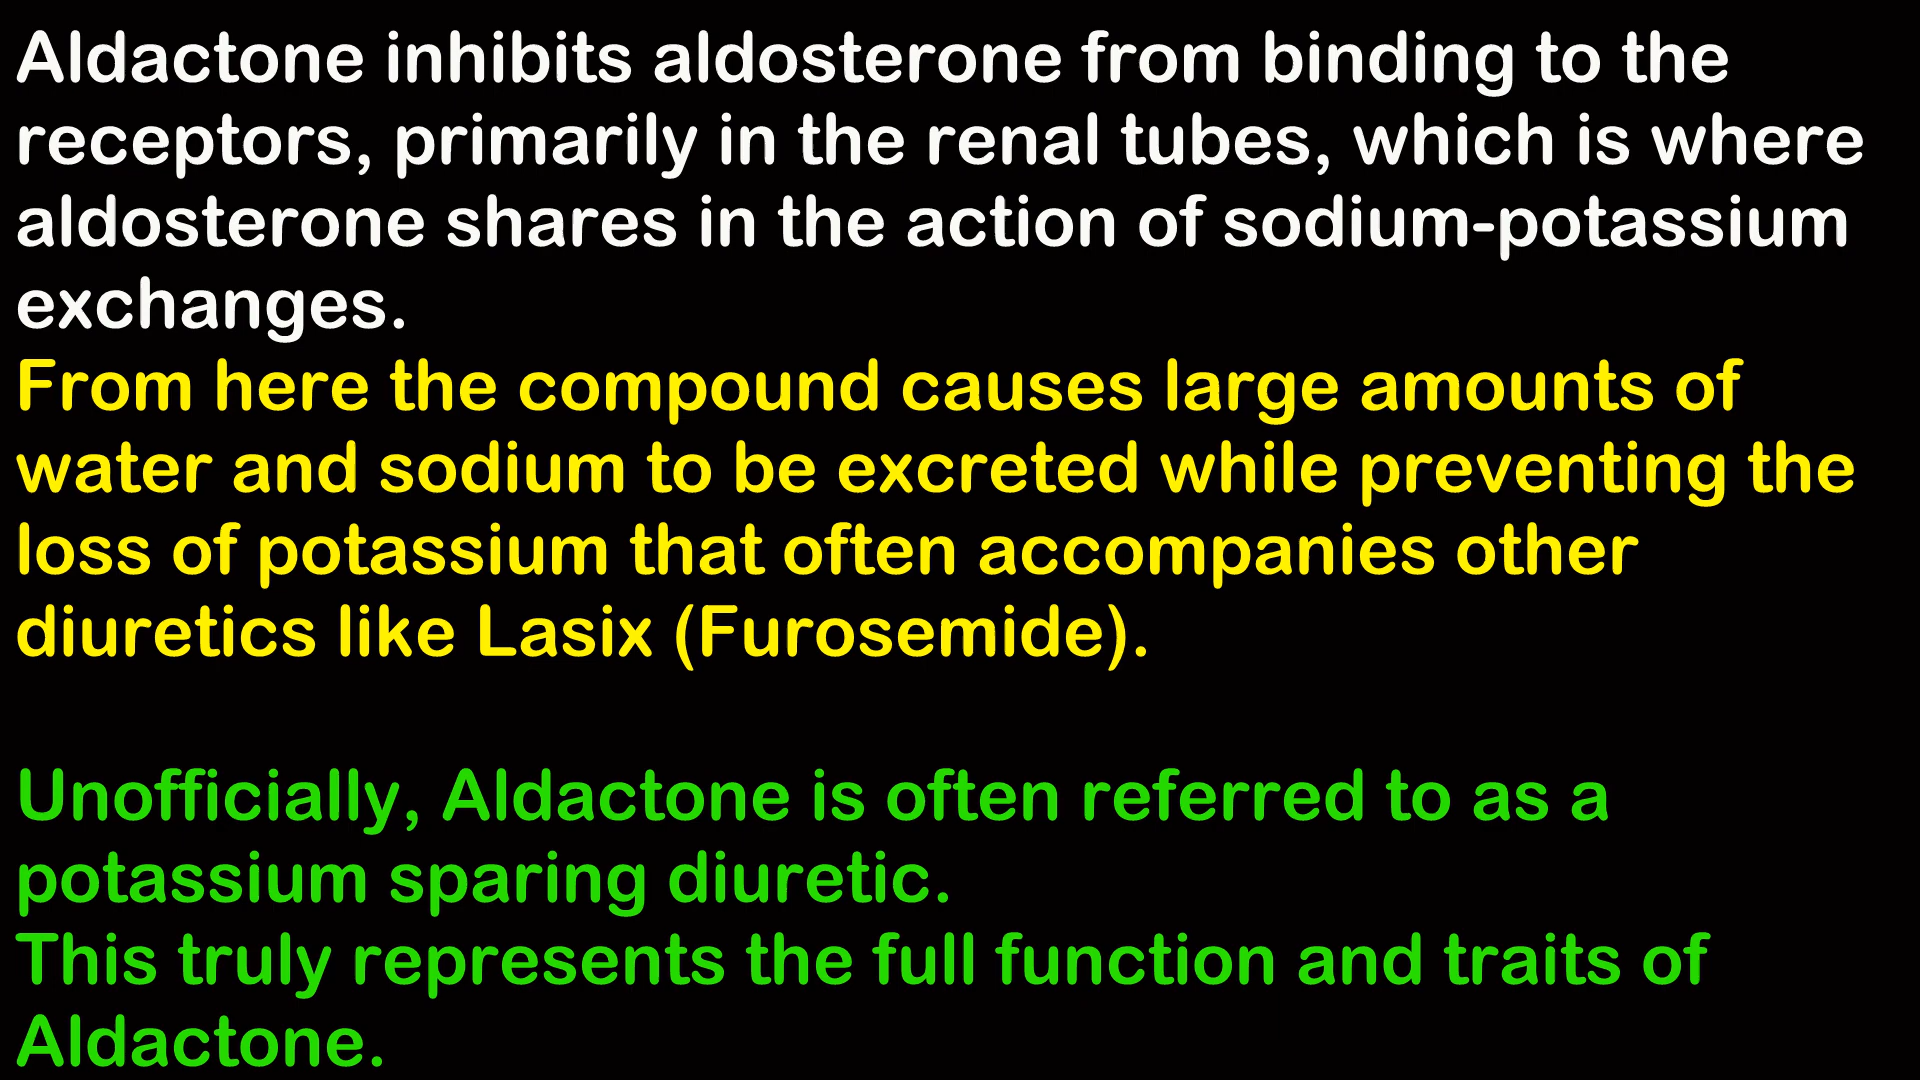 Aldactone inhibits aldosterone from binding to the
receptors, primarily in the renal tubes, which is where
aldosterone shares in the action of sodium-potassium
exchanges.
From here the compound causes large amounts of
water and sodium to be excreted while preventing the
loss of potassium that often accompanies other
diuretics like Lasix (Furosemide).
Unofficially, Aldactone is often referred to as a
potassium sparing diuretic.
This truly represents the full function and traits of
Aldactone.